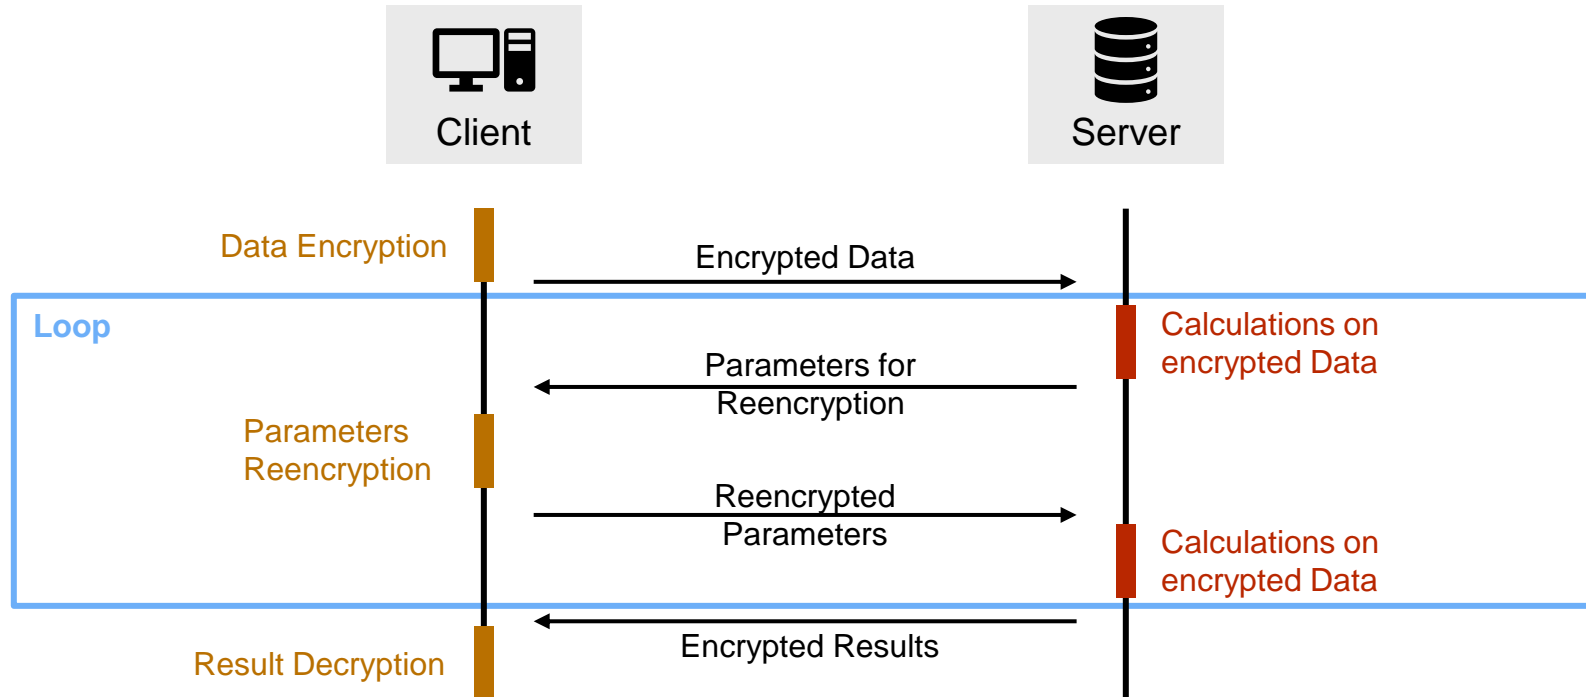 Client
Server
Data Encryption
Encrypted Data
Loop
Calculations on
encrypted Data
Parameters for
Reencryption
Parameters
Reencryption
Reencrypted
Parameters
Calculations on
encrypted Data
Encrypted Results
Result Decryption